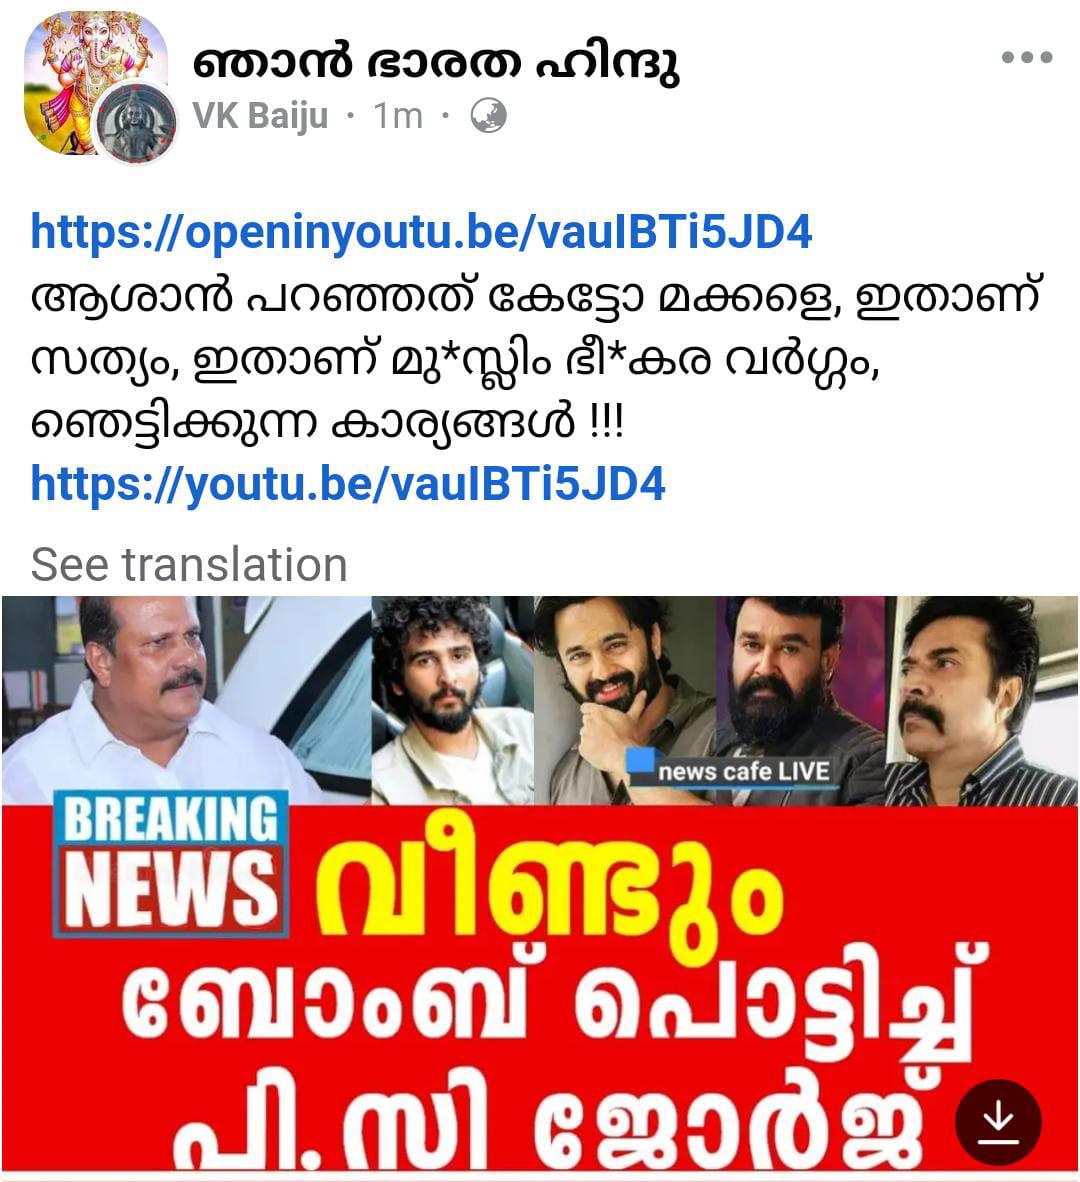 ഞാൻ ഭാരത ഹിന്ദു
VK Baiju · 1m ·
https://openinyoutu.be/vauIBTi5JD4
ആശാൻ പറഞ്ഞത് കേട്ടോ മക്കളെ, ഇതാണ്
സത്യം, ഇതാണ് മു*സ്ലിം ഭീ*കര വർഗ്ഗം,
ഞെട്ടിക്കുന്ന കാര്യങ്ങൾ !!!
https://youtu.be/vauIBTi5JD4
See translation
news cafe LIVE
BREAKING
NEWS
വീണ്ടും
ബോംബ് പൊട്ടിച്ച്
പി.സി ജോർജ്